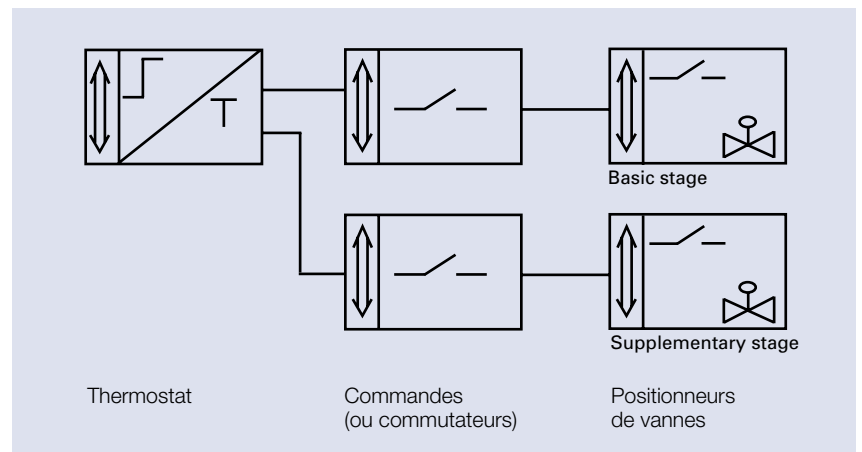 Basic stage
Supplementary stage
Thermostat
Commandes
(ou commutateurs)
Positionneurs
de vannes